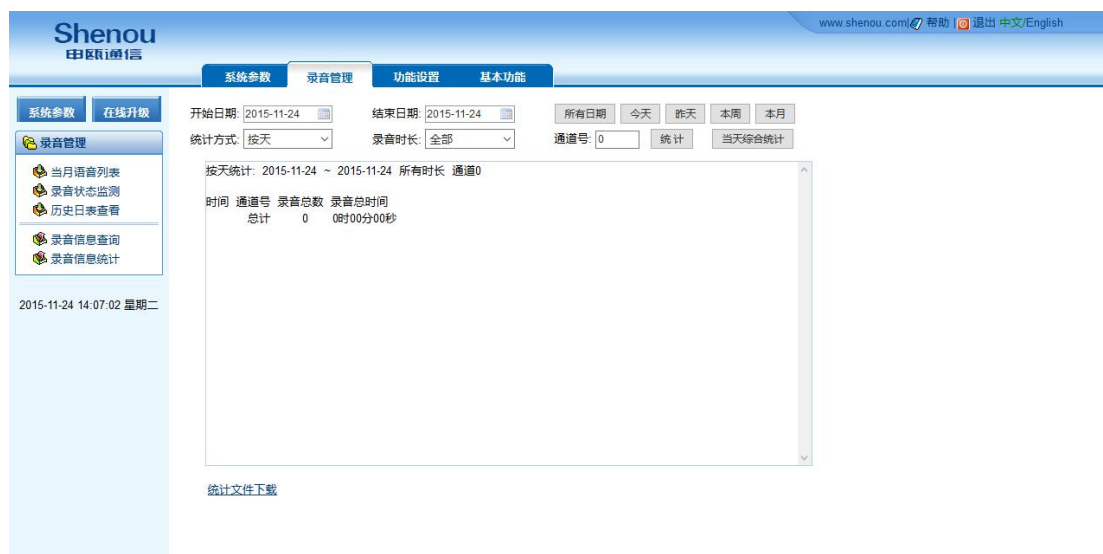 Shenou
申瓯通信
www.shenou.com| 帮助 | 退出 中文/English
系统参数 录音管理 功能设置 基本功能
系统参数 在线升级
录音管理
当月语音列表
录音状态监测
历史日表查看
录音信息查询
录音信息统计
2015-11-24 14:07:02 星期二
开始日期: 2015-11-24 结束日期: 2015-11-24 所有日期 今天 昨天 本周 本月
统计方式: 按天 录音时长: 全部 通道号: 0 统 计 当天综合统计
按天统计: 2015-11-24 ~ 2015-11-24 所有时长 通道0
时间 通道号 录音总数 录音总时间
总计 0 0时00分00秒
统计文件下载